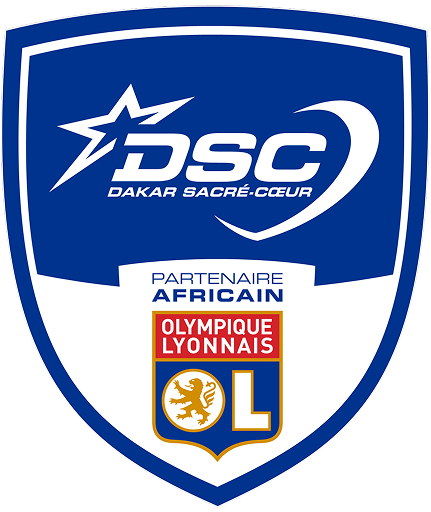 DSC
DAKAR SACRÉ-CŒUR
PARTENAIRE
AFRICAIN
OLYMPIQUE
LYONNAIS
OL